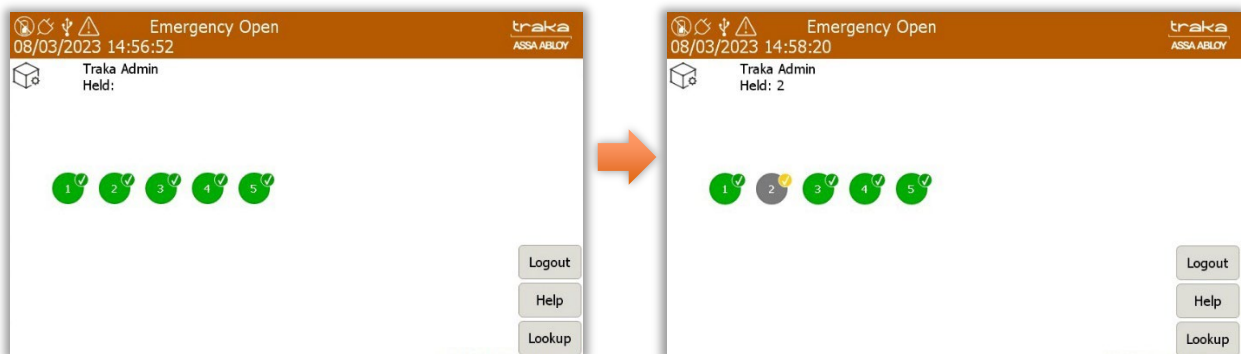 Emergency Open
traka
08/03/2023 14:56:52
ASSA ABLOY
Traka Admin
Held:
1 2 3 4 5
Logout
Help
Lookup
Emergency Open
traka
08/03/2023 14:58:20
ASSA ABLOY
Traka Admin
Held: 2
1 2 3 4 5
Logout
Help
Lookup